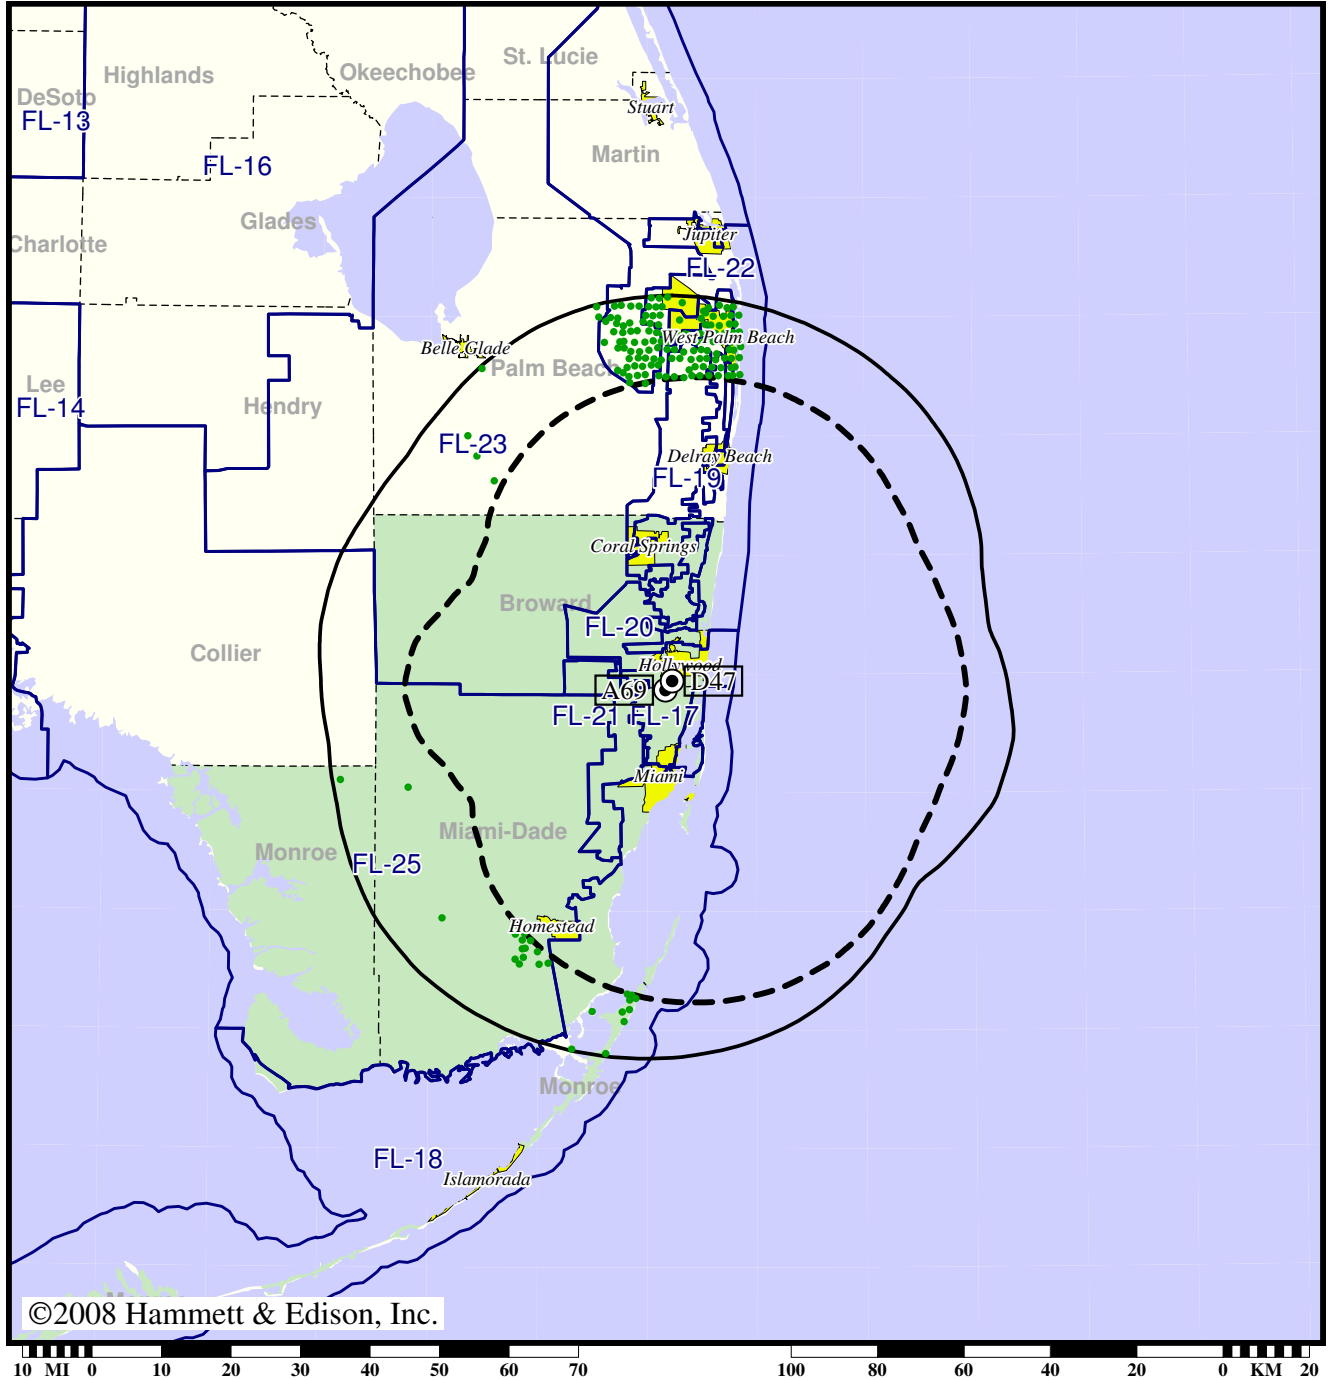 St. Lucie
Highlands
Okeechobee
DeSoto
FL-13
Stuart
Martin
FL-16
Glades
Jupiter
Charlotte
FL-22
West Palm Beach
Belle Glade
Palm Beach
Lee
FL-14
Hendry
FL-23
Delray Beach
FL-19
Coral Springs
Broward
FL-20
Collier
Hollywood
A69
D47
FL-21
FL-17
Miami
Miami-Dade
Monroe
FL-25
Homestead
Monroe
FL-18
Islamorada
©2008 Hammett & Edison, Inc.
10 MI 0 10 20 30 40 50 60 70
100 80 60 40 20 0 KM 20